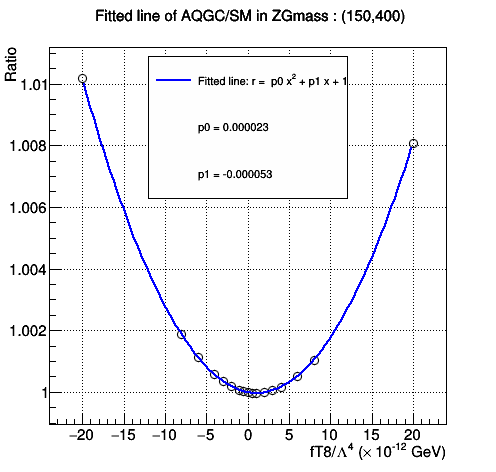 Fitted line of AQGC/SM in ZGmass : (150,400)
Ratio
Fitted line: r = p0 x² + p1 x + 1
p0 = 0.000023
p1 = -0.000053
1.01
1.008
1.006
1.004
1.002
1
−20 −15 −10 −5 0 5 10 15 20
fT8/Λ⁴ (× 10⁻¹² GeV)